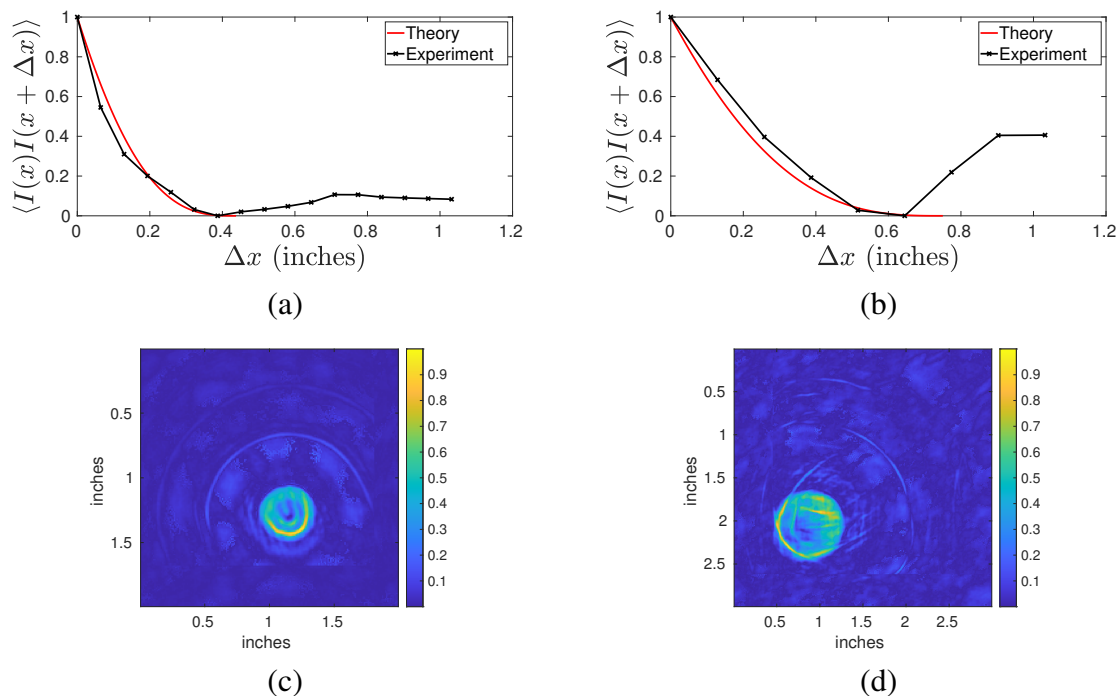 ⟨I(x)I(x + Δx)⟩
1
0.8
0.6
0.4
0.2
0
Theory
Experiment
0 0.2 0.4 0.6 0.8 1 1.2
Δx (inches)
(a)
⟨I(x)I(x + Δx)⟩
1
0.8
0.6
0.4
0.2
0
Theory
Experiment
0 0.2 0.4 0.6 0.8 1 1.2
Δx (inches)
(b)
inches
0.5
1
1.5
0.5 1 1.5
inches
0.9
0.8
0.7
0.6
0.5
0.4
0.3
0.2
0.1
(c)
inches
0.5
1
1.5
2
2.5
0.5 1 1.5 2 2.5
inches
0.9
0.8
0.7
0.6
0.5
0.4
0.3
0.2
0.1
(d)